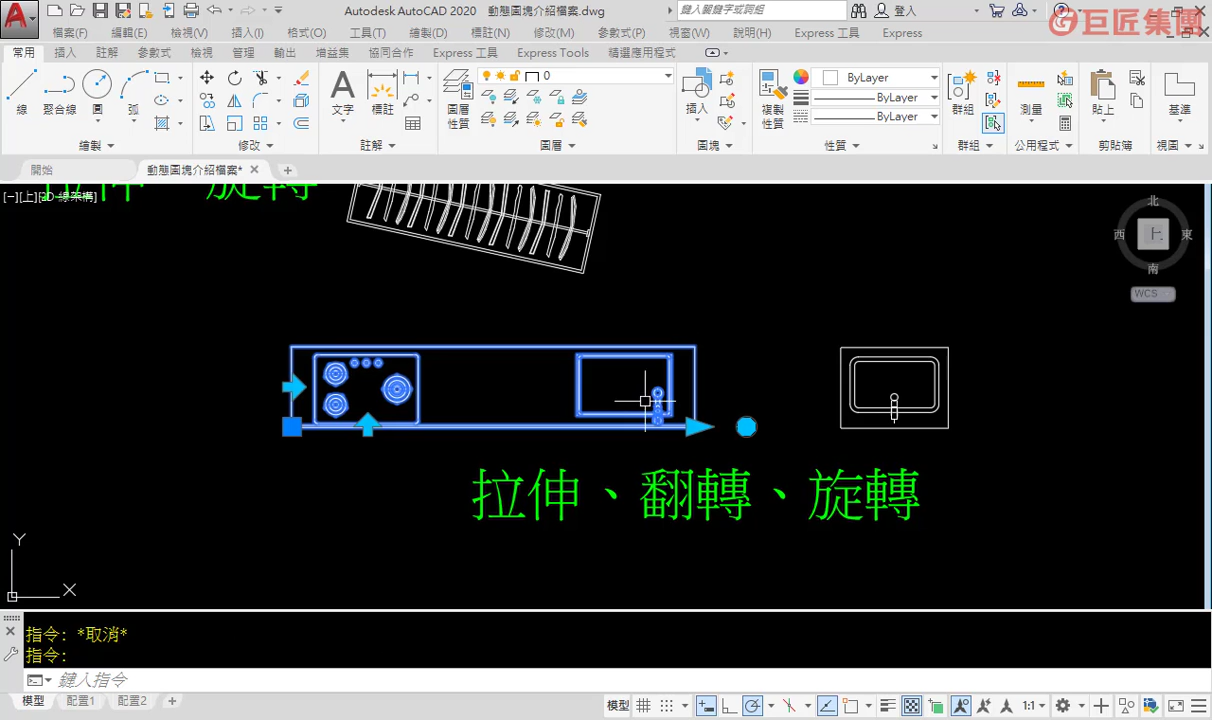 Autodesk AutoCAD 2020 動態圖塊介紹檔案.dwg
鍵入關鍵字或詞組
登入
巨匠集團
檔案(F) 編輯(E) 檢視(V) 插入(I) 格式(O) 工具(T) 繪製(D) 標註(N) 修改(M) 參數式(P) 視窗(W) 說明(H) Express 工具 Express
常用 插入 註解 參數式 檢視 管理 輸出 增益集 協同合作 Express 工具 Express Tools 精選應用程式
0
ByLayer
ByLayer
ByLayer
線 聚合線 圓 弧 文字 標註 圖層性質 插入 複製性質 群組 測量 貼上 基準
繪製 修改 註解 圖層 圖塊 性質 群組 公用程式 剪貼簿 視圖
開始 動態圖塊介紹檔案*
[−][上][2D 線架構]
拉伸 旋轉
北
西 上 東
南
WCS
拉伸、翻轉、旋轉
Y
X
指令: *取消*
指令:
鍵入指令
模型 配置1 配置2
模型 1:1